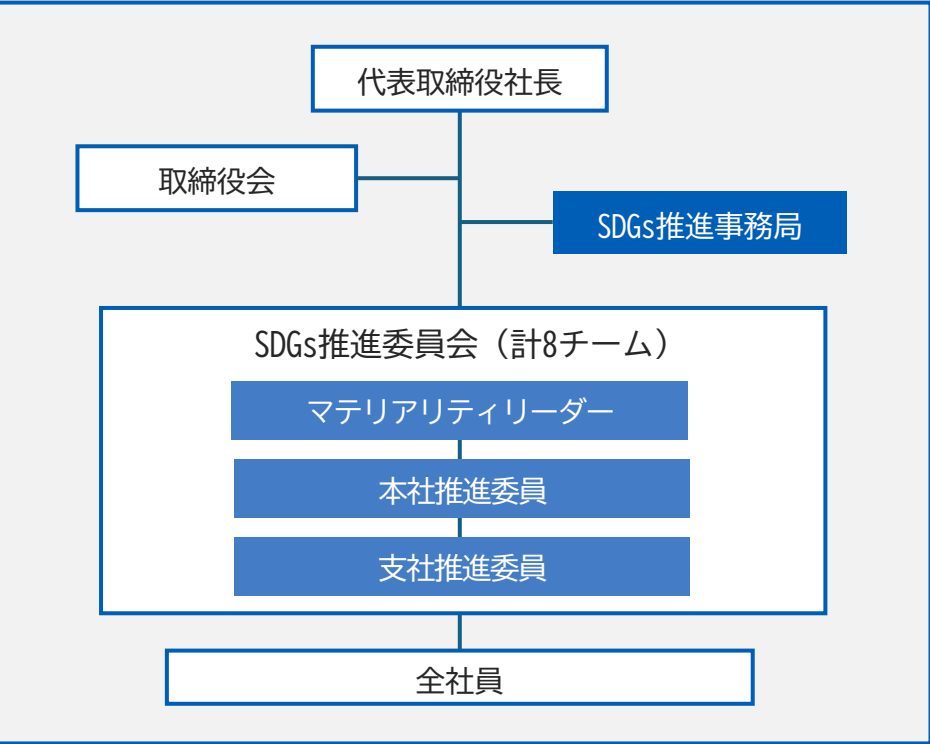 代表取締役社長
取締役会
SDGs推進事務局
SDGs推進委員会（計8チーム）
マテリアリティリーダー
本社推進委員
支社推進委員
全社員